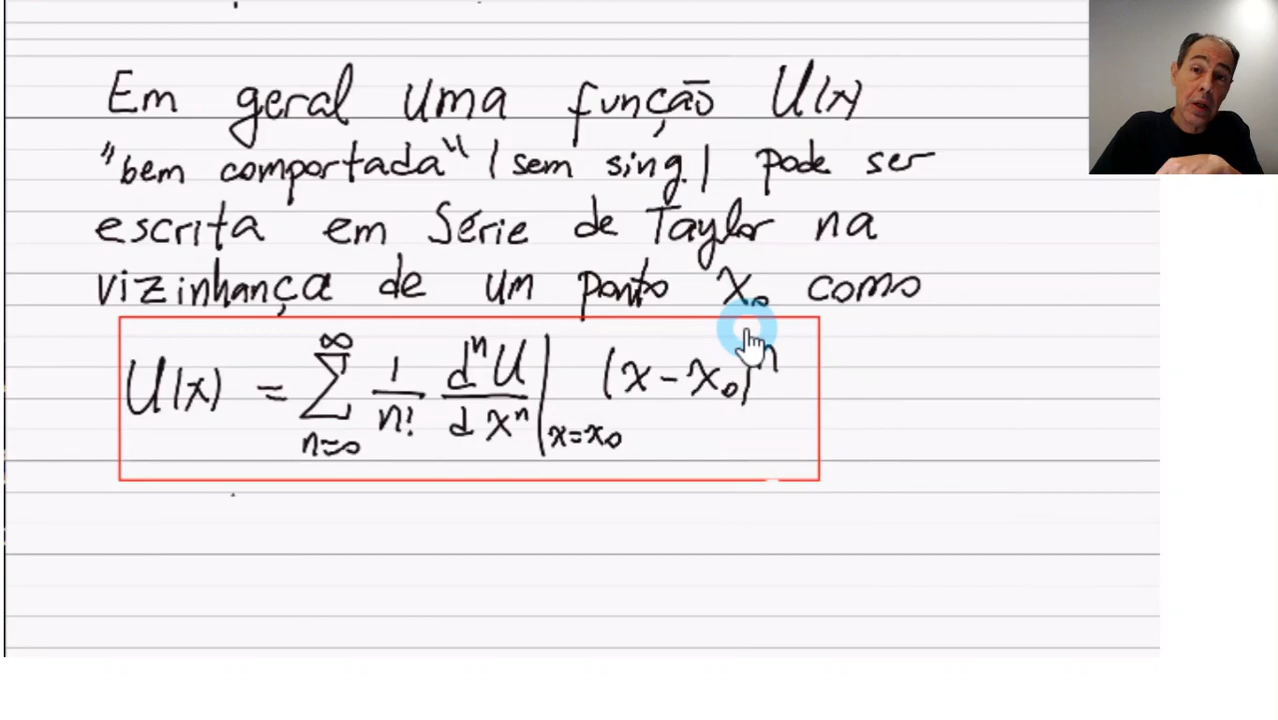 Em geral uma função U(x)
"bem comportada" (sem sing.) pode ser
escrita em Série de Taylor na
vizinhança de um ponto x₀ como
U(x) = ∑_{n=0}^{∞} 1/n! dⁿU/dxⁿ |_{x=x₀} (x-x₀)ⁿ